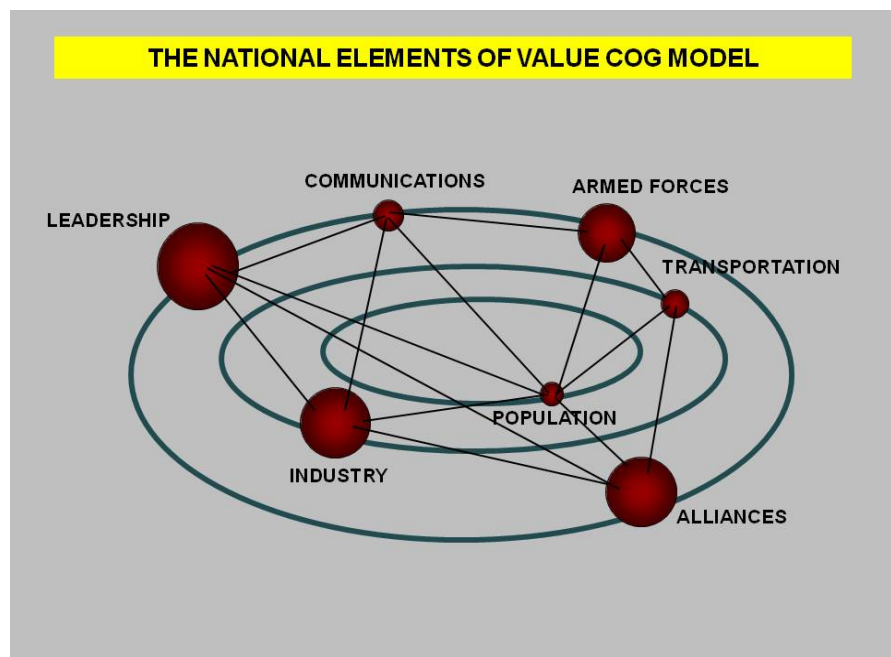 THE NATIONAL ELEMENTS OF VALUE COG MODEL
COMMUNICATIONS
ARMED FORCES
LEADERSHIP
TRANSPORTATION
POPULATION
INDUSTRY
ALLIANCES